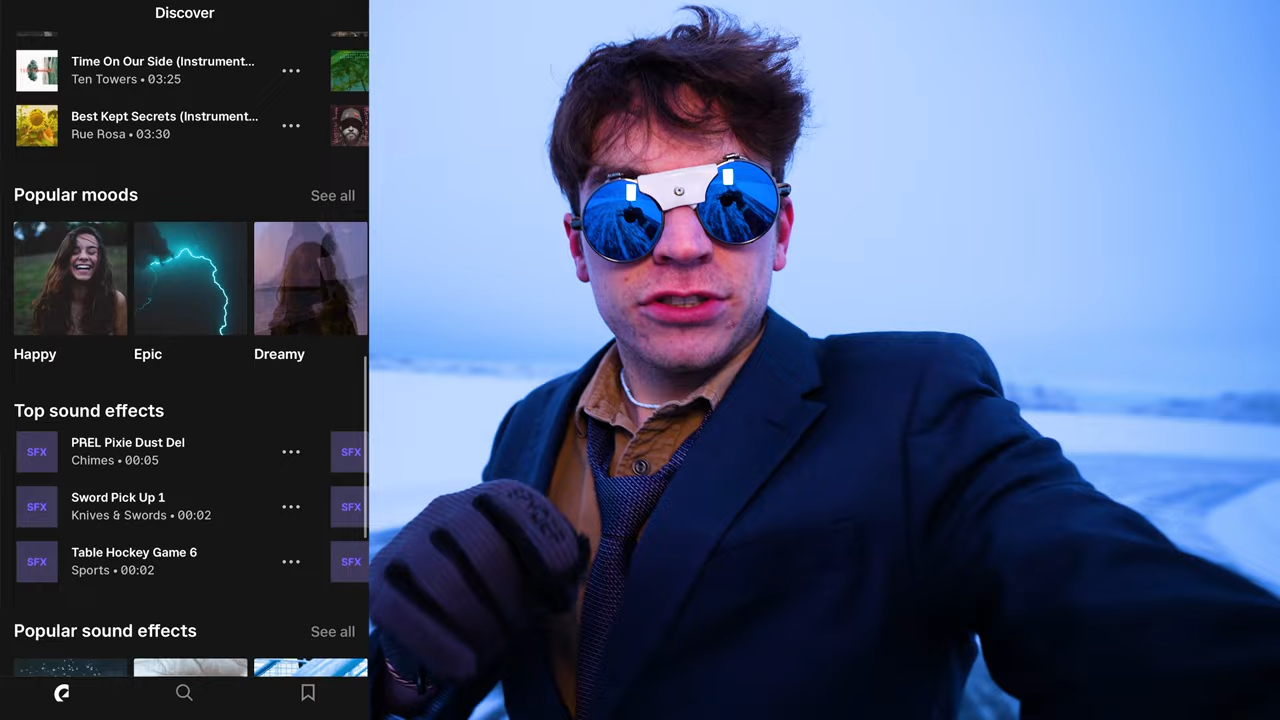 Discover
Time On Our Side (Instrument...
Ten Towers • 03:25
Best Kept Secrets (Instrument...
Rue Rosa • 03:30
Popular moods
See all
Happy
Epic
Dreamy
Top sound effects
SFX
PREL Pixie Dust Del
Chimes • 00:05
SFX
SFX
Sword Pick Up 1
Knives & Swords • 00:02
SFX
SFX
Table Hockey Game 6
Sports • 00:02
SFX
Popular sound effects
See all